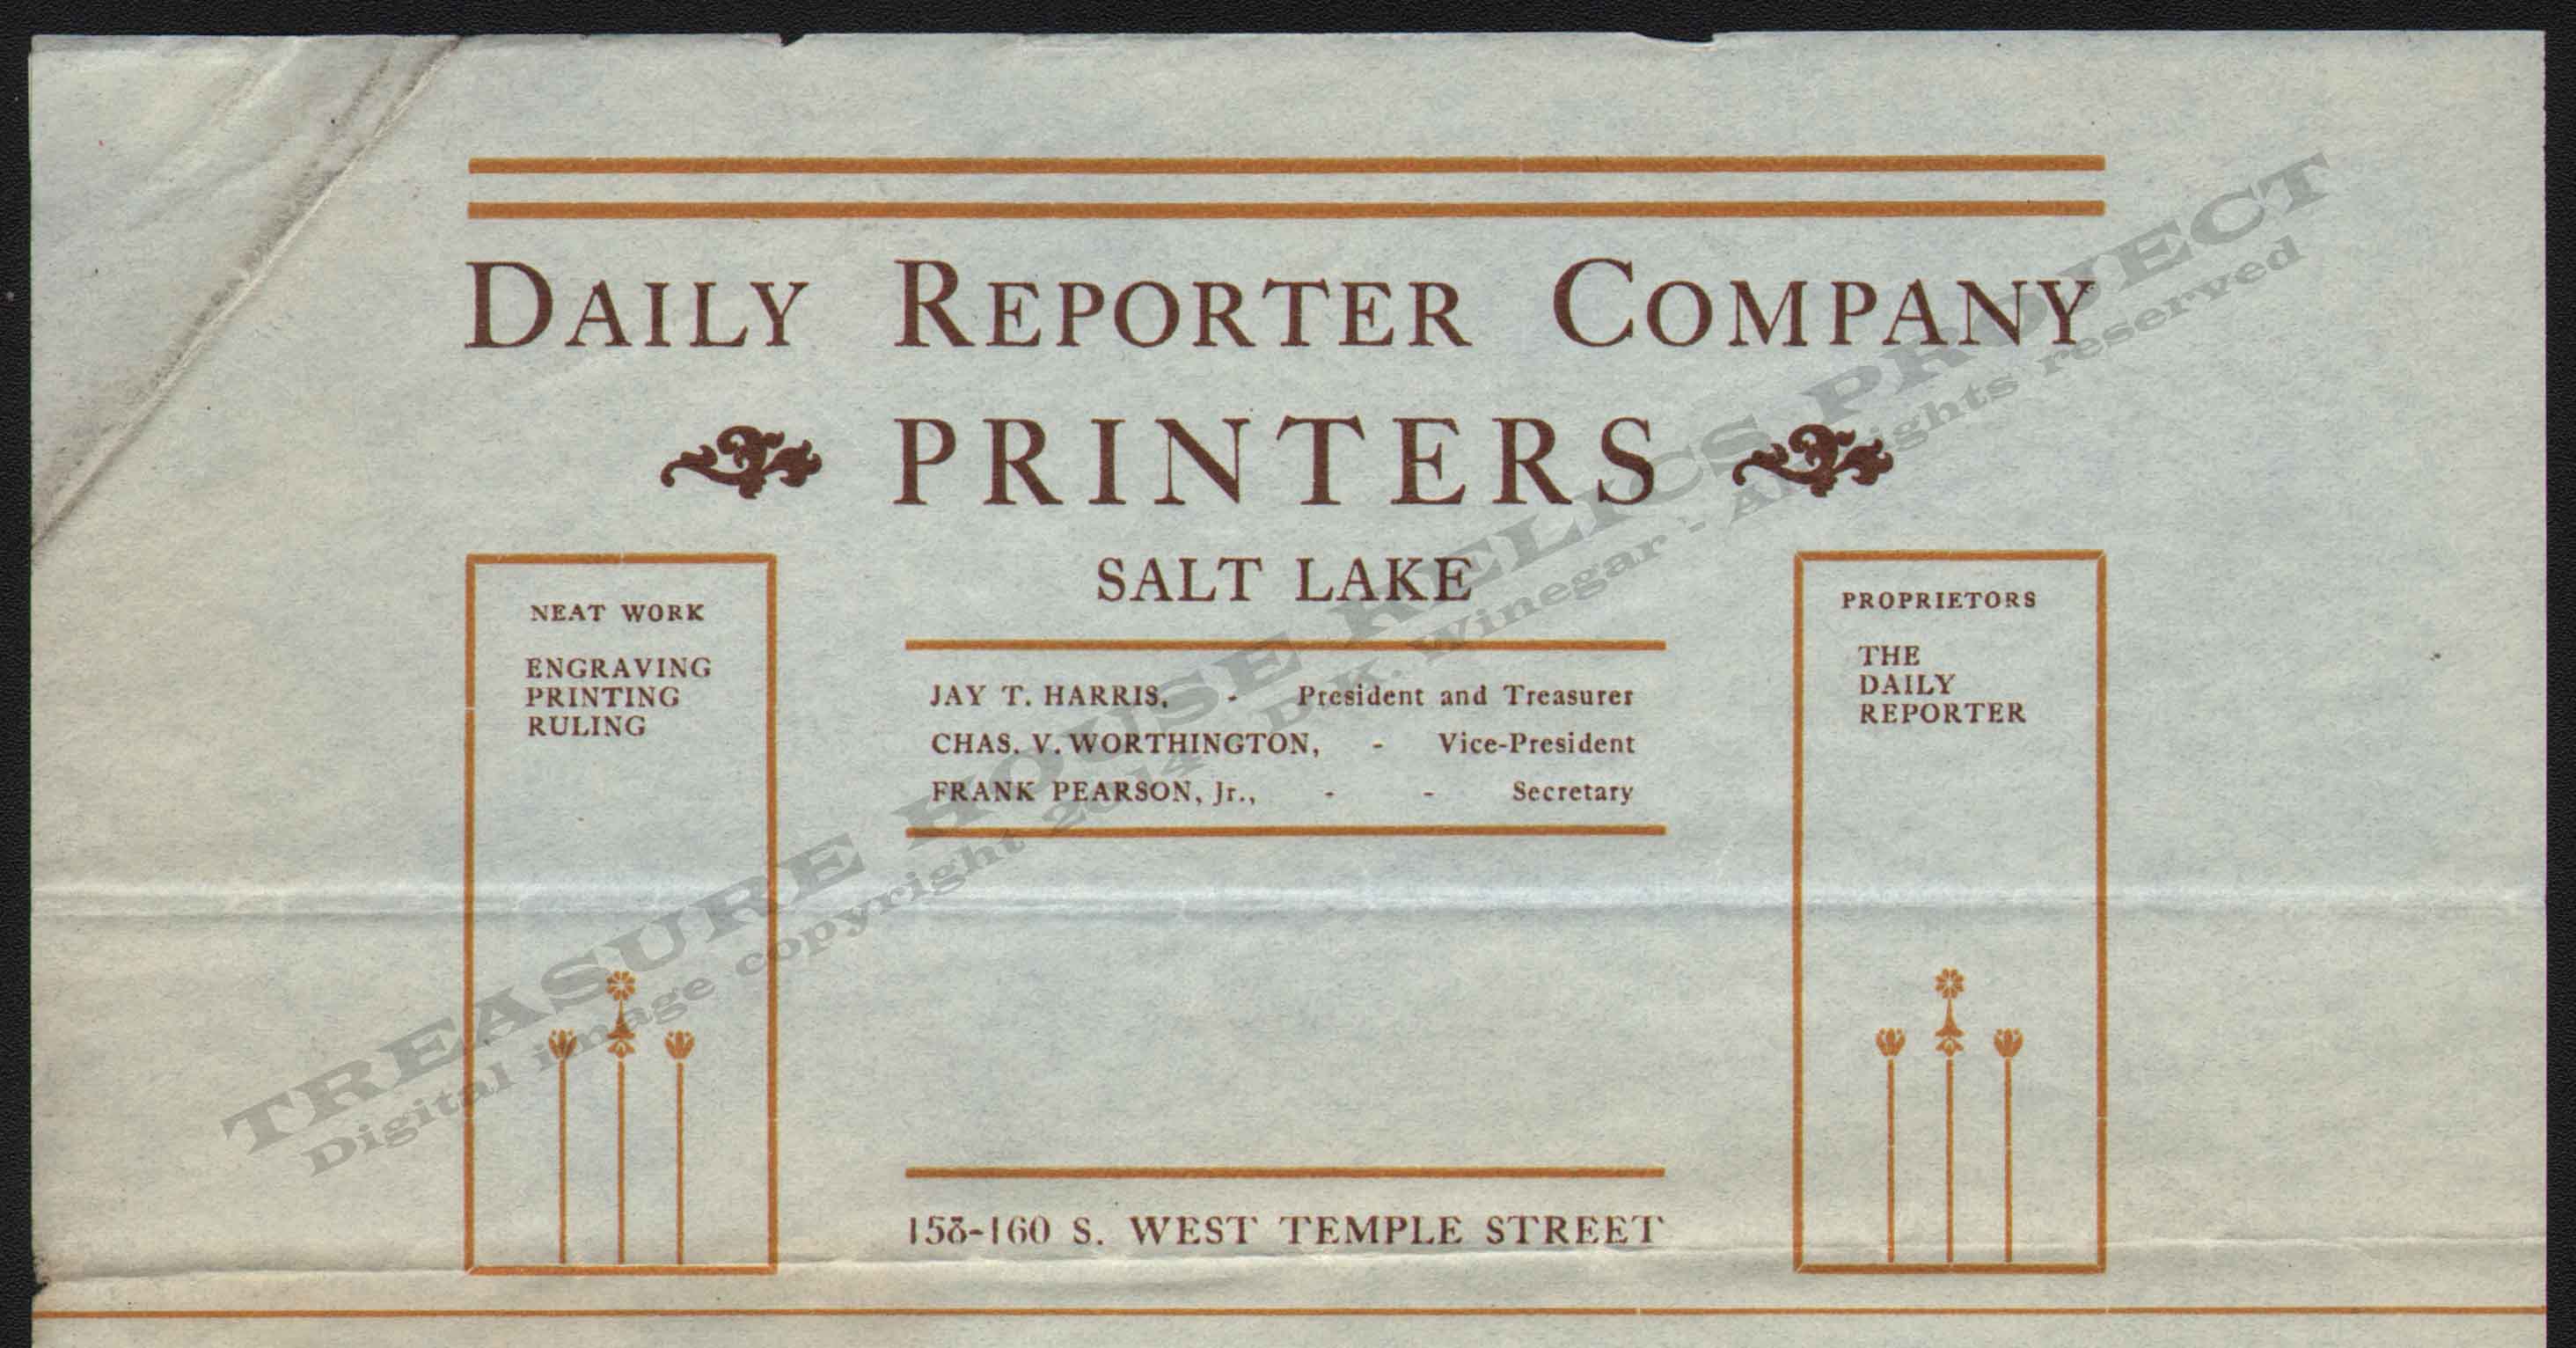 DAILY REPORTER COMPANY
PRINTERS
SALT LAKE
NEAT WORK
ENGRAVING
PRINTING
RULING
JAY T. HARRIS, - President and Treasurer
CHAS. V. WORTHINGTON, - Vice-President
FRANK PEARSON, Jr., - - Secretary
PROPRIETORS
THE
DAILY
REPORTER
158-160 S. WEST TEMPLE STREET
TREASURE HOUSE RELICS PROJECT
Digital image copyright 2014 D.K. Winegar - All rights reserved